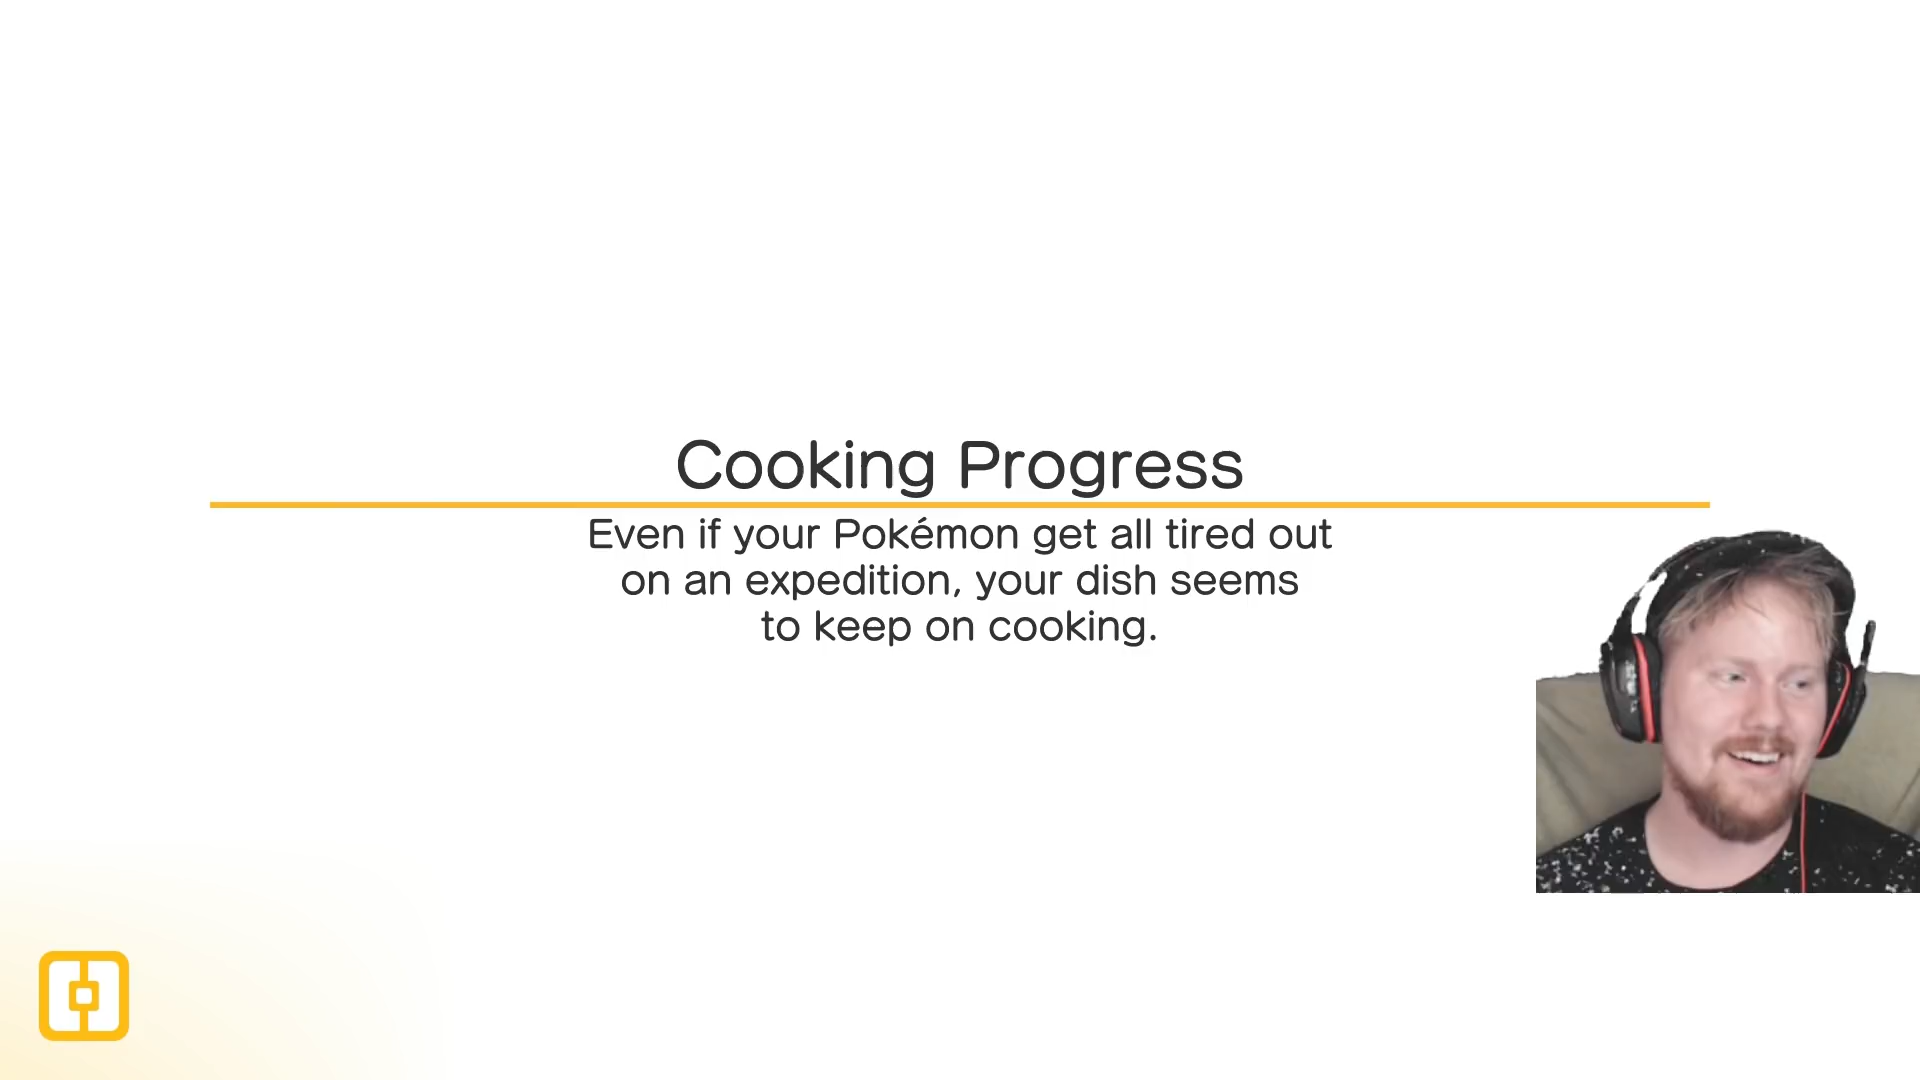 Cooking Progress
Even if your Pokémon get all tired out
on an expedition, your dish seems
to keep on cooking.